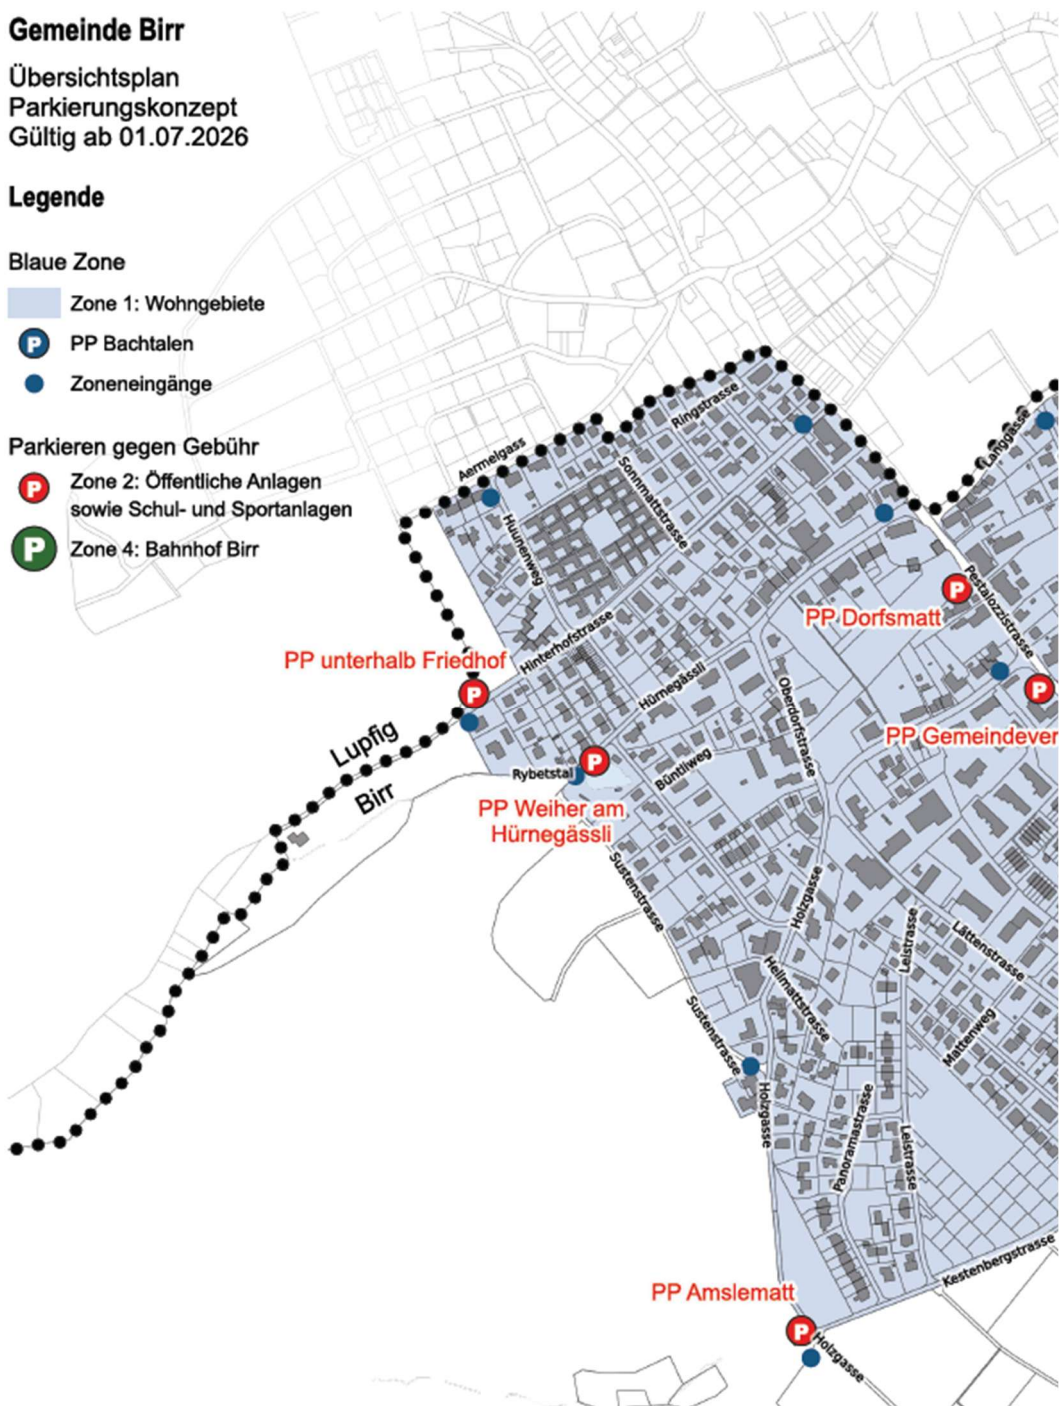 Gemeinde Birr
Übersichtsplan
Parkierungskonzept
Gültig ab 01.07.2026
Legende
Blaue Zone
Zone 1: Wohngebiete
P
PP Bachtalen
Zoneneingänge
Parkieren gegen Gebühr
P
Zone 2: Öffentliche Anlagen
sowie Schul- und Sportanlagen
P
Zone 4: Bahnhof Birr
Ringstrasse
Langgasse
Aermelgass
Sonnmattstrasse
Huunenweg
Pestalozzistrasse
P
PP Dorfsmatt
Hinterhofstrasse
PP unterhalb Friedhof
P
Hürnegässli
Oberdorfstrasse
P
PP Gemeindever
Lupfig
Birr
Rybetstal
P
Büntliweg
PP Weiher am
Hürnegässli
Sustenstrasse
Holzgasse
Leistrasse
Lättenstrasse
Hellmattstrasse
Sustenstrasse
Mattenweg
Holzgasse
Panoramastrasse
Leistrasse
Kestenbergstrasse
PP Amslematt
P
Holzgasse